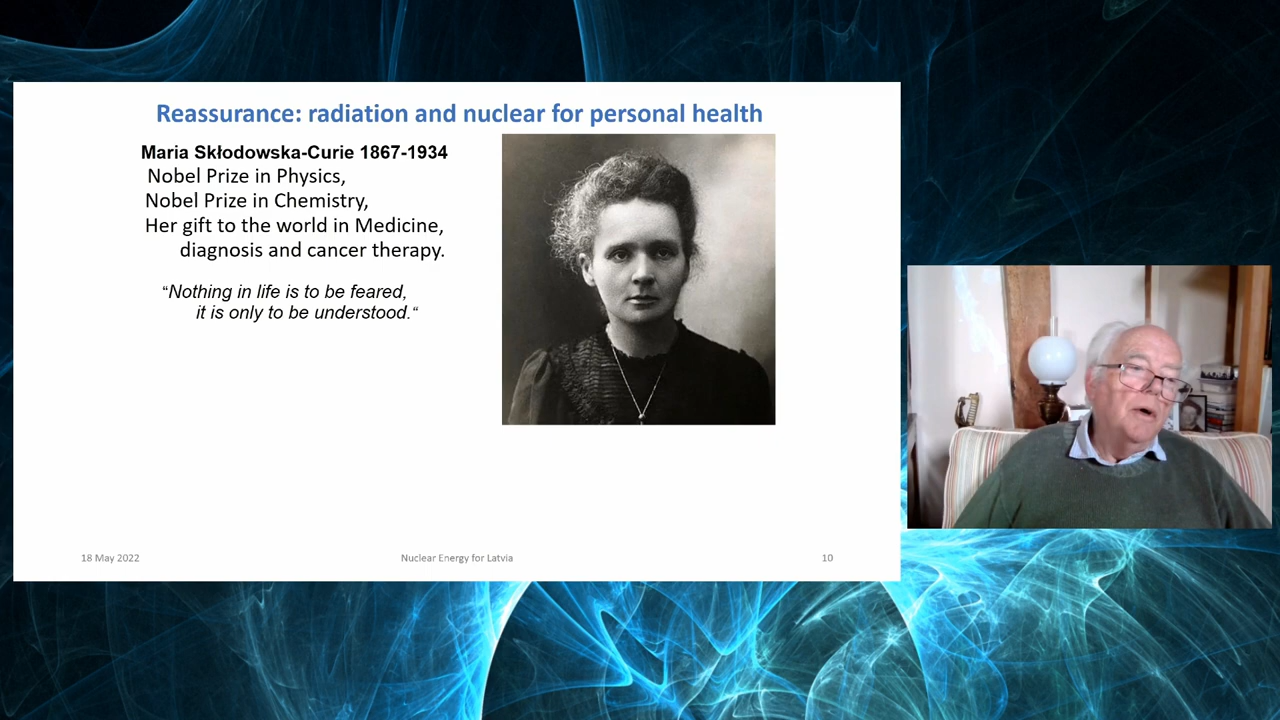 Reassurance: radiation and nuclear for personal health
Maria Skłodowska-Curie 1867-1934
Nobel Prize in Physics,
Nobel Prize in Chemistry,
Her gift to the world in Medicine,
diagnosis and cancer therapy.
“Nothing in life is to be feared,
it is only to be understood.“
18 May 2022
Nuclear Energy for Latvia
10